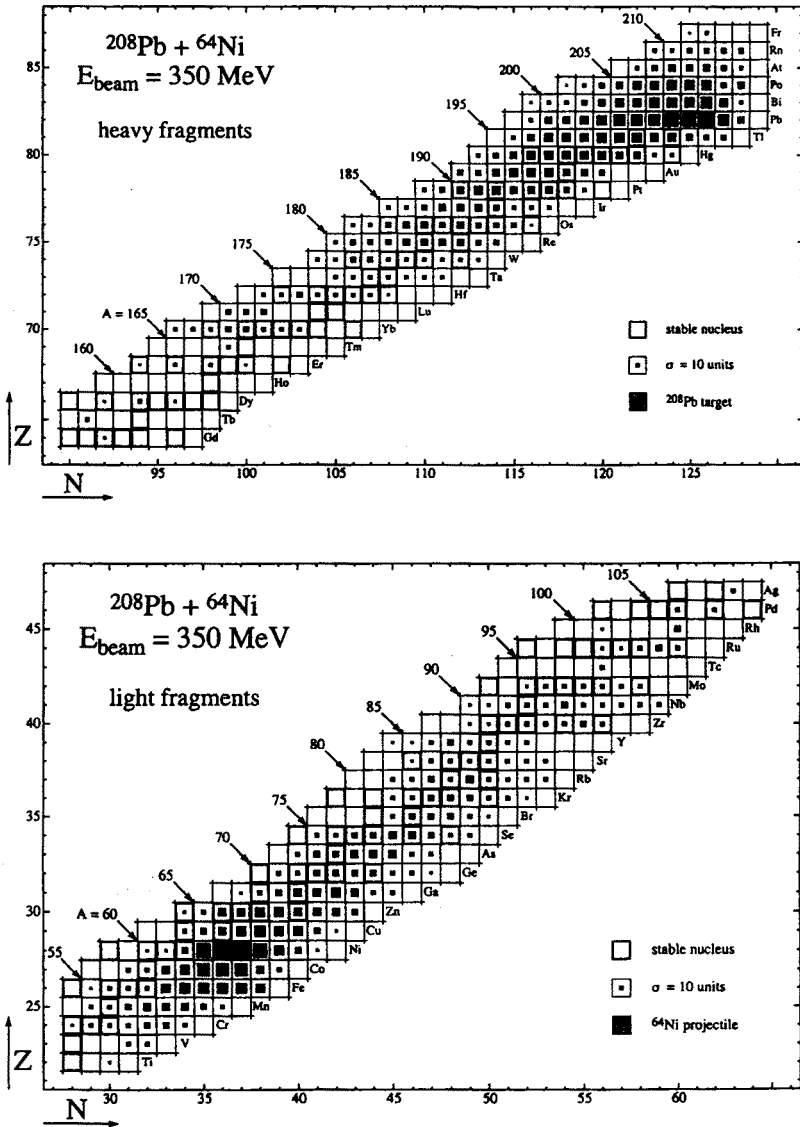 ²⁰⁸Pb + ⁶⁴Ni
E_beam = 350 MeV
heavy fragments
210
205
200
195
190
185
180
175
170
A = 165
160
Fr
Rn
At
Po
Bi
Pb
Tl
Hg
Au
Pt
Ir
Os
Re
W
Ta
Hf
Lu
Yb
Tm
Er
Ho
Dy
Tb
Gd
85
80
75
70
stable nucleus
σ = 10 units
²⁰⁸Pb target
Z
N
95 100 105 110 115 120 125
²⁰⁸Pb + ⁶⁴Ni
E_beam = 350 MeV
light fragments
105
100
95
90
85
80
75
70
65
A = 60
55
Ag
Pd
Rh
Ru
Tc
Mo
Nb
Zr
Y
Sr
Rb
Kr
Br
Se
As
Ge
Ga
Zn
Cu
Ni
Co
Fe
Mn
Cr
V
Ti
45
40
35
30
25
stable nucleus
σ = 10 units
⁶⁴Ni projectile
Z
N
30 35 40 45 50 55 60